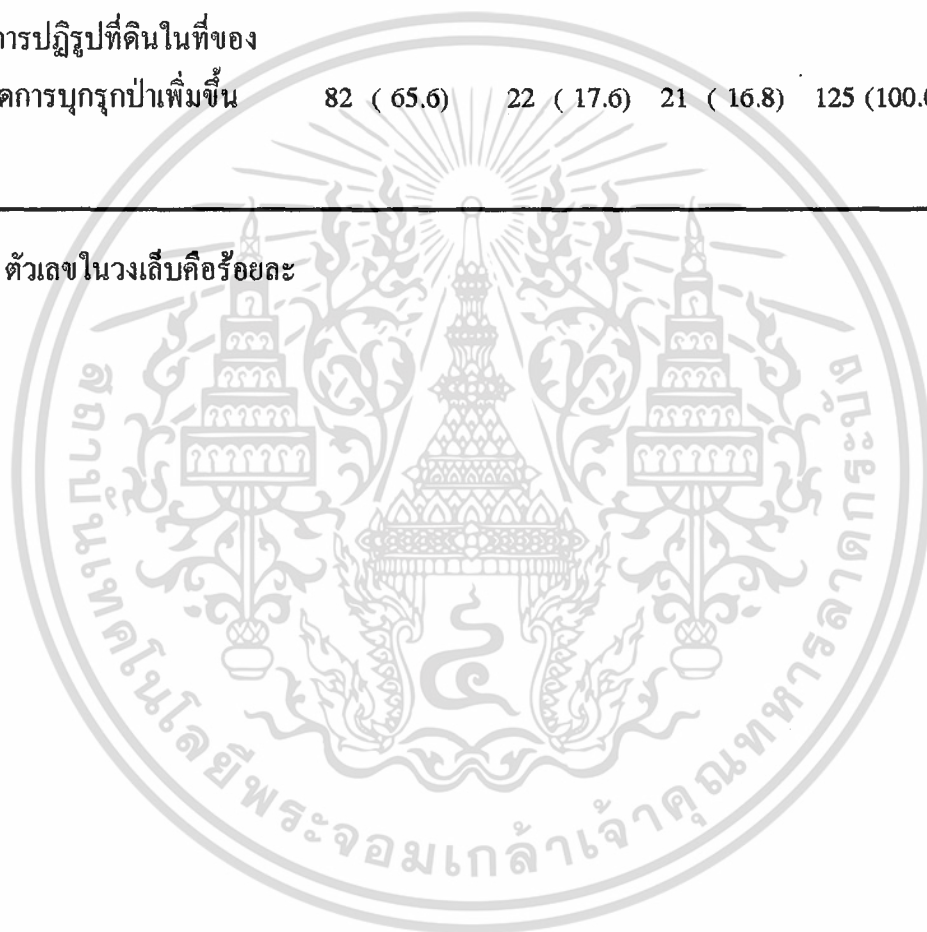 การปฏิรูปที่ดินในที่ของ
ดการบุกรุกป่าเพิ่มขึ้น 82 ( 65.6) 22 ( 17.6) 21 ( 16.8) 125 (100.0
ตัวเลขในวงเล็บคือร้อยละ
สถาบันเทคโนโลยีพระจอมเกล้าเจ้าคุณทหารลาดกระบัง